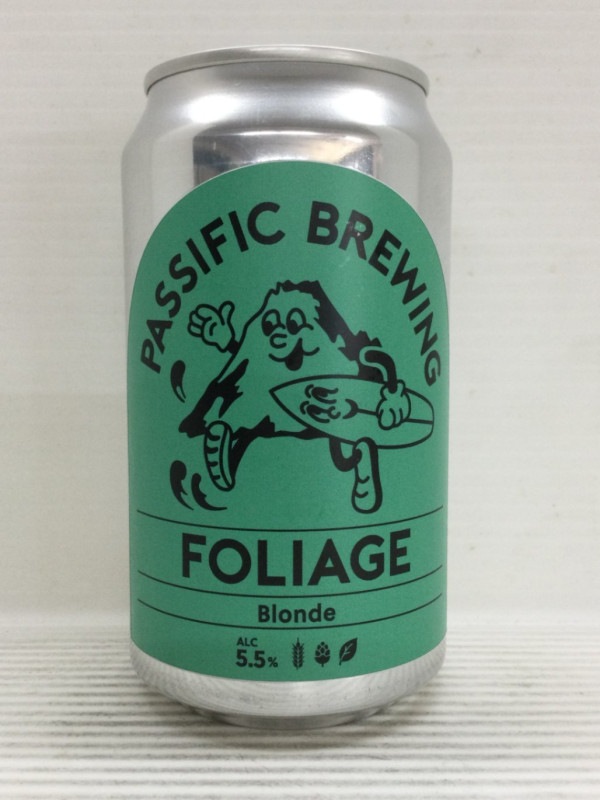 PASSIFIC BREWING
FOLIAGE
Blonde
ALC
5.5%